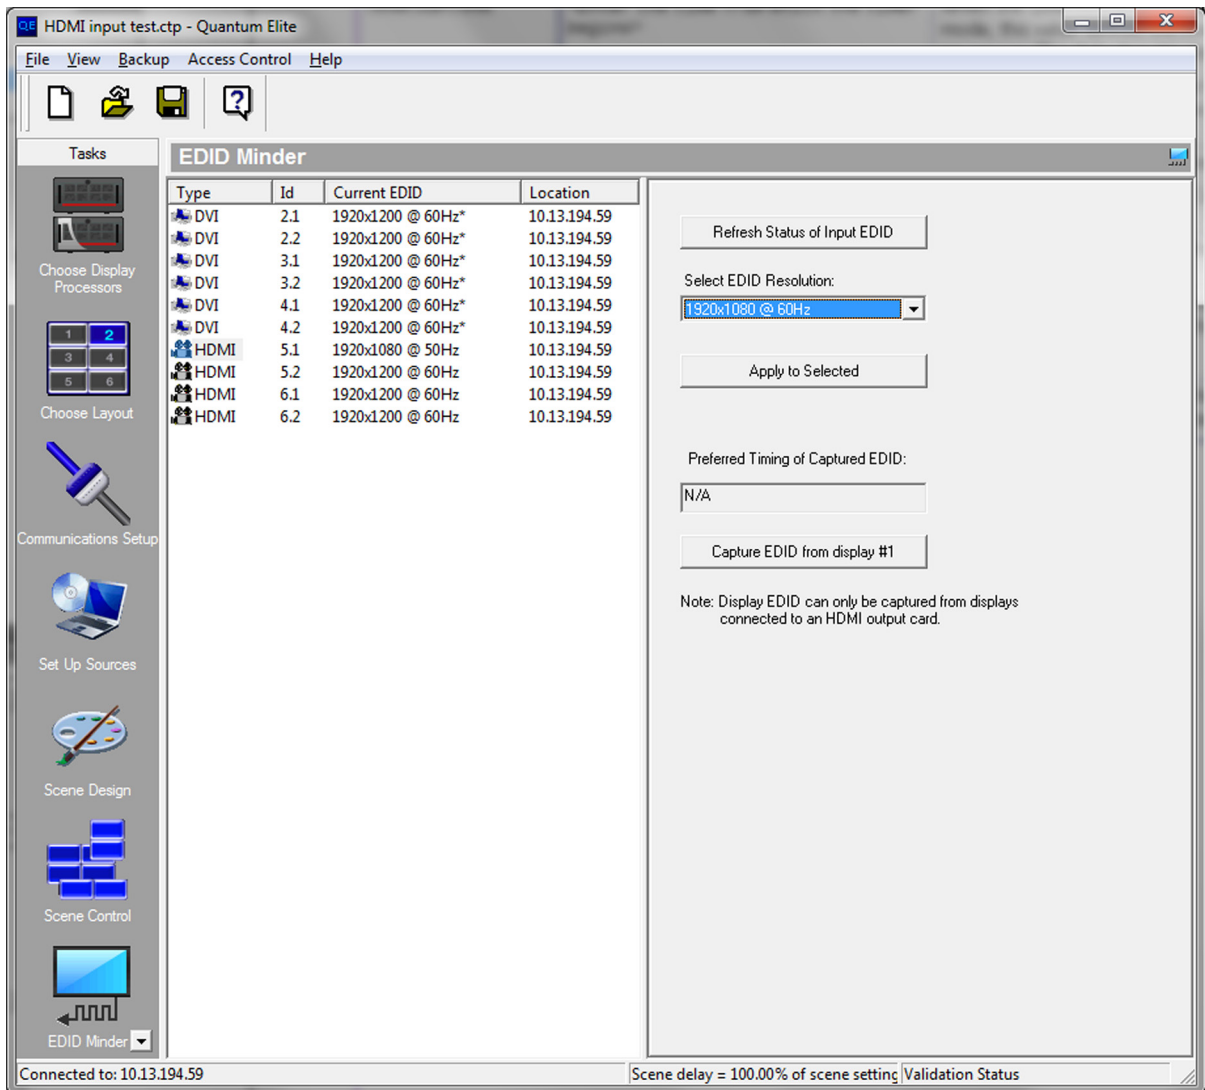 QE HDMI input test.ctp - Quantum Elite
File View Backup Access Control Help
Tasks
EDID Minder
Type Id Current EDID Location
DVI 2.1 1920x1200 @ 60Hz* 10.13.194.59
DVI 2.2 1920x1200 @ 60Hz* 10.13.194.59
DVI 3.1 1920x1200 @ 60Hz* 10.13.194.59
DVI 3.2 1920x1200 @ 60Hz* 10.13.194.59
DVI 4.1 1920x1200 @ 60Hz* 10.13.194.59
DVI 4.2 1920x1200 @ 60Hz* 10.13.194.59
HDMI 5.1 1920x1080 @ 50Hz 10.13.194.59
HDMI 5.2 1920x1200 @ 60Hz 10.13.194.59
HDMI 6.1 1920x1200 @ 60Hz 10.13.194.59
HDMI 6.2 1920x1200 @ 60Hz 10.13.194.59
Choose Display
Processors
1 2
3 4
5 6
Choose Layout
Communications Setup
Set Up Sources
Scene Design
Scene Control
EDID Minder
Refresh Status of Input EDID
Select EDID Resolution:
1920x1080 @ 60Hz
Apply to Selected
Preferred Timing of Captured EDID:
N/A
Capture EDID from display #1
Note: Display EDID can only be captured from displays
connected to an HDMI output card.
Connected to: 10.13.194.59
Scene delay = 100.00% of scene setting
Validation Status